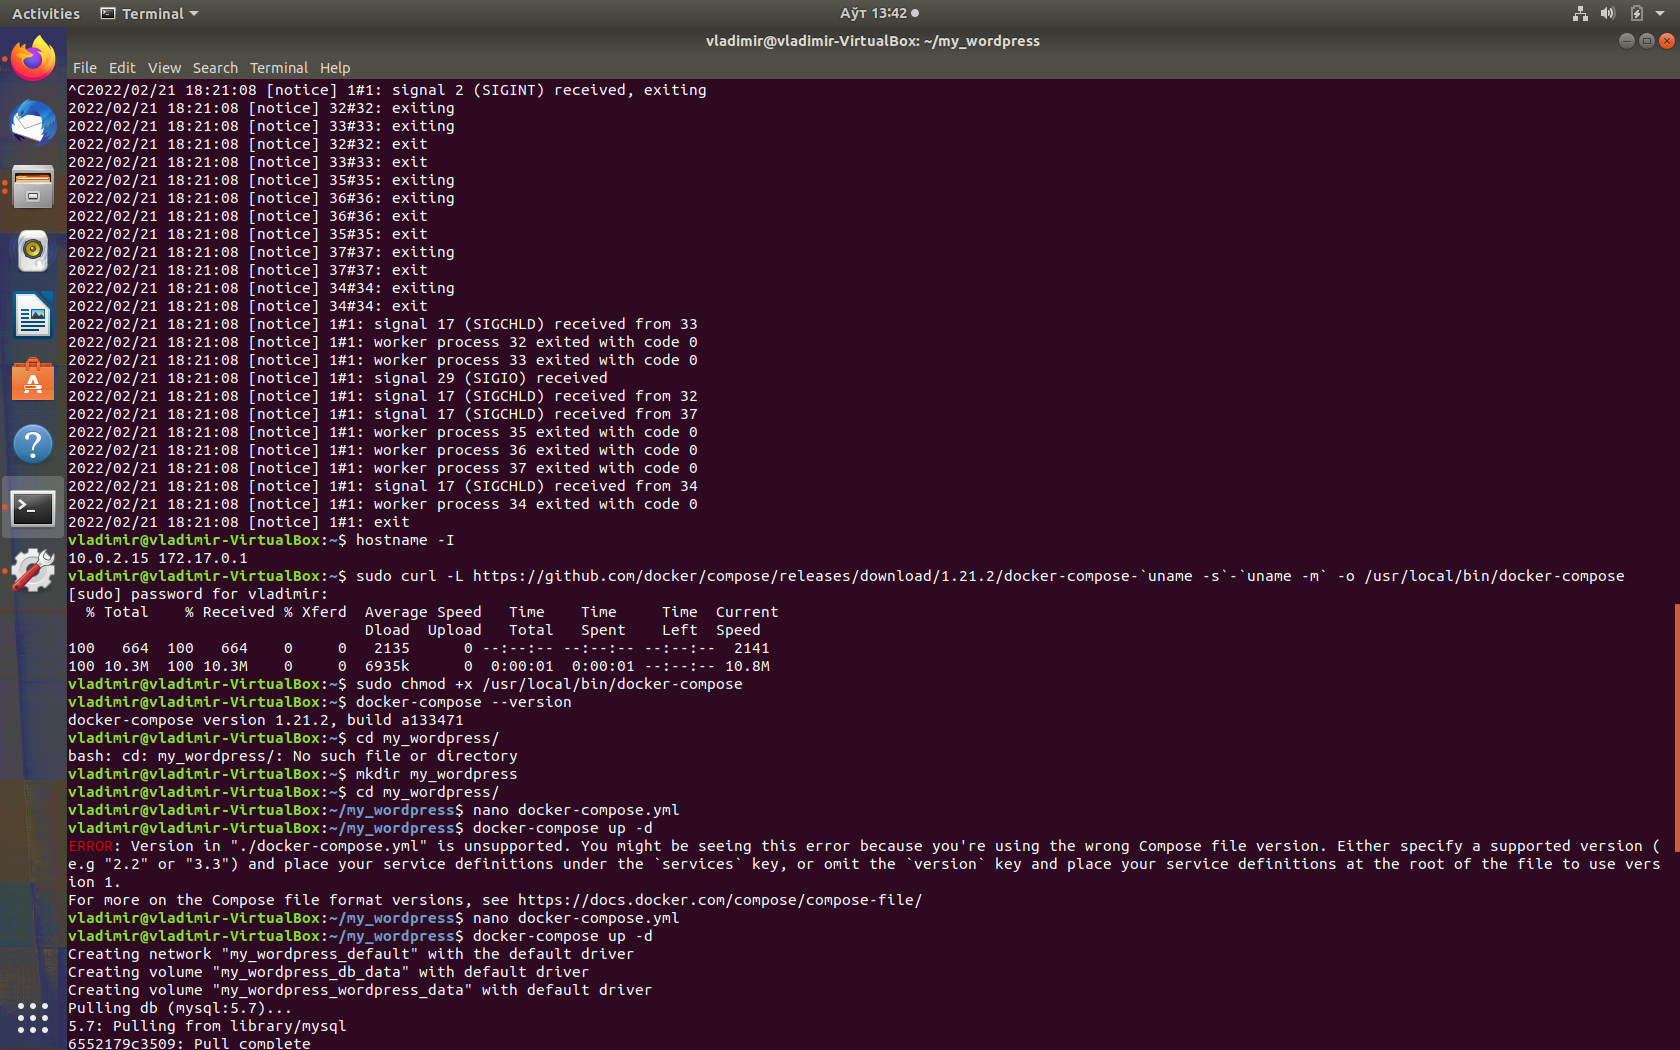 Activities Terminal Аўт 13:42
vladimir@vladimir-VirtualBox: ~/my_wordpress
File Edit View Search Terminal Help
^C2022/02/21 18:21:08 [notice] 1#1: signal 2 (SIGINT) received, exiting
2022/02/21 18:21:08 [notice] 32#32: exiting
2022/02/21 18:21:08 [notice] 33#33: exiting
2022/02/21 18:21:08 [notice] 32#32: exit
2022/02/21 18:21:08 [notice] 33#33: exit
2022/02/21 18:21:08 [notice] 35#35: exiting
2022/02/21 18:21:08 [notice] 36#36: exiting
2022/02/21 18:21:08 [notice] 36#36: exit
2022/02/21 18:21:08 [notice] 35#35: exit
2022/02/21 18:21:08 [notice] 37#37: exiting
2022/02/21 18:21:08 [notice] 37#37: exit
2022/02/21 18:21:08 [notice] 34#34: exiting
2022/02/21 18:21:08 [notice] 34#34: exit
2022/02/21 18:21:08 [notice] 1#1: signal 17 (SIGCHLD) received from 33
2022/02/21 18:21:08 [notice] 1#1: worker process 32 exited with code 0
2022/02/21 18:21:08 [notice] 1#1: worker process 33 exited with code 0
2022/02/21 18:21:08 [notice] 1#1: signal 29 (SIGIO) received
2022/02/21 18:21:08 [notice] 1#1: signal 17 (SIGCHLD) received from 32
2022/02/21 18:21:08 [notice] 1#1: signal 17 (SIGCHLD) received from 37
2022/02/21 18:21:08 [notice] 1#1: worker process 35 exited with code 0
2022/02/21 18:21:08 [notice] 1#1: worker process 36 exited with code 0
2022/02/21 18:21:08 [notice] 1#1: worker process 37 exited with code 0
2022/02/21 18:21:08 [notice] 1#1: signal 17 (SIGCHLD) received from 34
2022/02/21 18:21:08 [notice] 1#1: worker process 34 exited with code 0
2022/02/21 18:21:08 [notice] 1#1: exit
vladimir@vladimir-VirtualBox:~$ hostname -I
10.0.2.15 172.17.0.1
vladimir@vladimir-VirtualBox:~$ sudo curl -L https://github.com/docker/compose/releases/download/1.21.2/docker-compose-`uname -s`-`uname -m` -o /usr/local/bin/docker-compose
[sudo] password for vladimir:
  % Total    % Received % Xferd  Average Speed   Time    Time     Time  Current
                                 Dload  Upload   Total   Spent    Left  Speed
100   664  100   664    0     0   2135      0 --:--:-- --:--:-- --:--:--  2141
100 10.3M  100 10.3M    0     0  6935k      0  0:00:01  0:00:01 --:--:-- 10.8M
vladimir@vladimir-VirtualBox:~$ sudo chmod +x /usr/local/bin/docker-compose
vladimir@vladimir-VirtualBox:~$ docker-compose --version
docker-compose version 1.21.2, build a133471
vladimir@vladimir-VirtualBox:~$ cd my_wordpress/
bash: cd: my_wordpress/: No such file or directory
vladimir@vladimir-VirtualBox:~$ mkdir my_wordpress
vladimir@vladimir-VirtualBox:~$ cd my_wordpress/
vladimir@vladimir-VirtualBox:~/my_wordpress$ nano docker-compose.yml
vladimir@vladimir-VirtualBox:~/my_wordpress$ docker-compose up -d
ERROR: Version in "./docker-compose.yml" is unsupported. You might be seeing this error because you're using the wrong Compose file version. Either specify a supported version (
e.g "2.2" or "3.3") and place your service definitions under the `services` key, or omit the `version` key and place your service definitions at the root of the file to use vers
ion 1.
For more on the Compose file format versions, see https://docs.docker.com/compose/compose-file/
vladimir@vladimir-VirtualBox:~/my_wordpress$ nano docker-compose.yml
vladimir@vladimir-VirtualBox:~/my_wordpress$ docker-compose up -d
Creating network "my_wordpress_default" with the default driver
Creating volume "my_wordpress_db_data" with default driver
Creating volume "my_wordpress_wordpress_data" with default driver
Pulling db (mysql:5.7)...
5.7: Pulling from library/mysql
6552179c3509: Pull complete